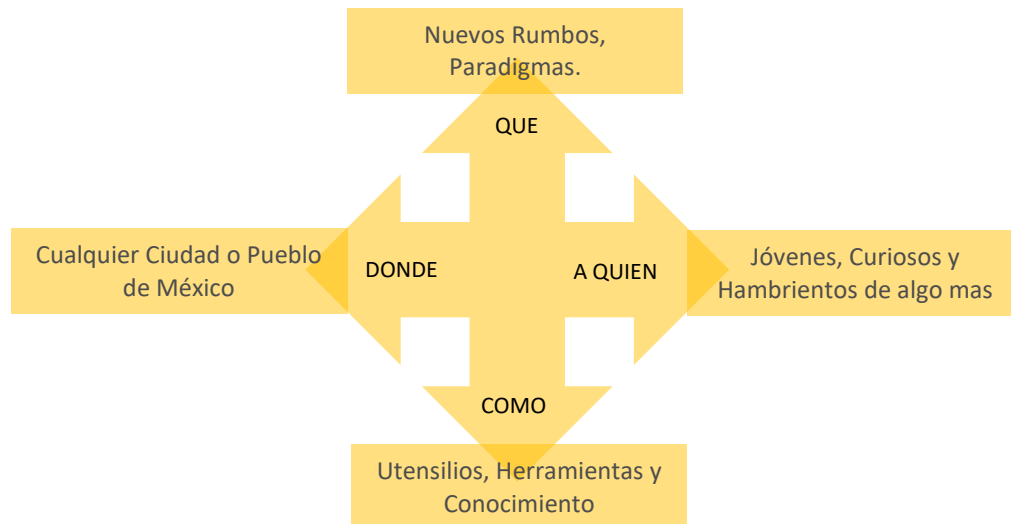 Nuevos Rumbos,
Paradigmas.
QUE
Cualquier Ciudad o Pueblo
de México
DONDE
A QUIEN
Jóvenes, Curiosos y
Hambrientos de algo mas
COMO
Utensilios, Herramientas y
Conocimiento